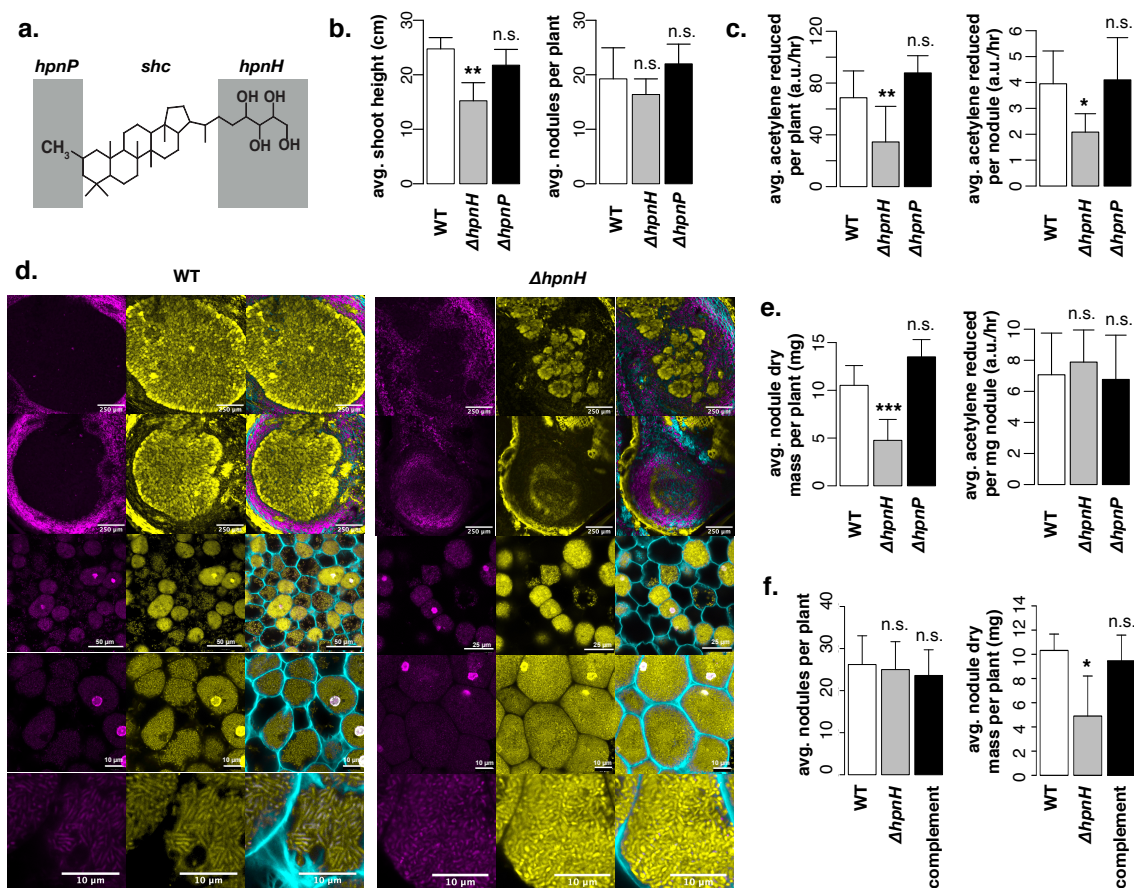 a.
hpnP shc hpnH
CH3
OH OH
OH OH OH
b.
avg. shoot height (cm)
0 10 20 30
**
n.s.
WT ΔhpnH ΔhpnP
avg. nodules per plant
0 10 20 30
n.s.
n.s.
WT ΔhpnH ΔhpnP
c.
avg. acetylene reduced
per plant (a.u./hr)
0 40 60 80
**
n.s.
WT ΔhpnH ΔhpnP
avg. acetylene reduced
per nodule (a.u./hr)
0 1 2 3 4 5 6
*
n.s.
WT ΔhpnH ΔhpnP
d.
WT
ΔhpnH
250 µm 250 µm 250 µm 250 µm 250 µm 250 µm
250 µm 250 µm 250 µm 250 µm 250 µm 250 µm
50 µm 50 µm 50 µm 25 µm 25 µm 25 µm
10 µm 10 µm 10 µm 10 µm 10 µm 10 µm
10 µm 10 µm 10 µm 10 µm 10 µm 10 µm
e.
avg. nodule dry
mass per plant (mg)
0 5 10 15
***
n.s.
WT ΔhpnH ΔhpnP
avg. acetylene reduced
per mg nodule (a.u./hr)
0 2 4 6 8 10
n.s.
n.s.
WT ΔhpnH ΔhpnP
f.
avg. nodules per plant
0 10 20 30 40
n.s. n.s.
WT ΔhpnH complement
avg. nodule dry
mass per plant (mg)
0 2 4 6 8 10 12 14
*
n.s.
WT ΔhpnH complement